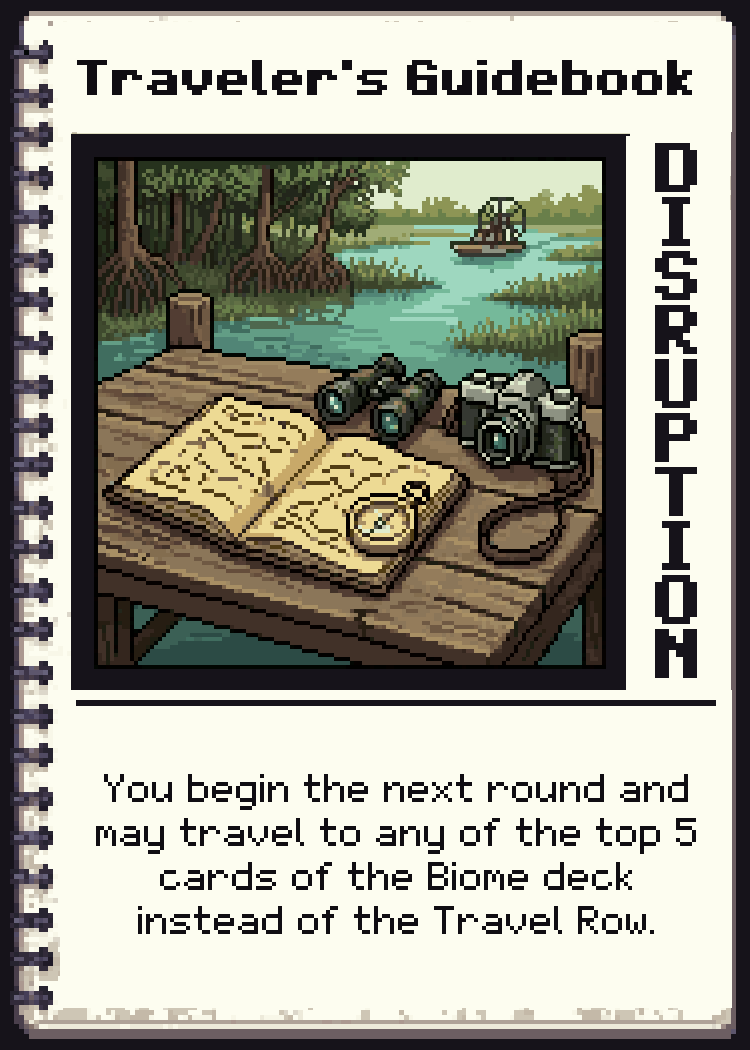 Traveler's Guidebook
DISRUPTION
You begin the next round and
may travel to any of the top 5
cards of the Biome deck
instead of the Travel Row.